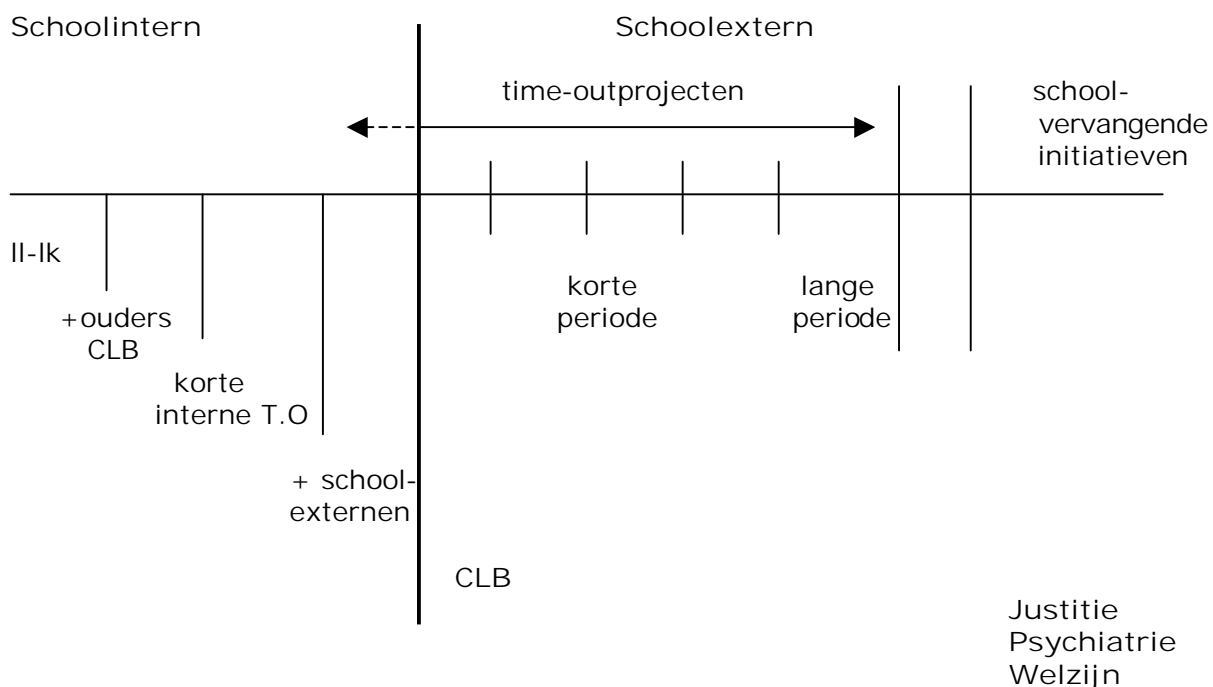 Schoolintern
Schoolextern
time-outprojecten
school-
vervangende
initiatieven
ll-lk
+ouders
CLB
korte
interne T.O
+ school-
externen
korte
periode
lange
periode
CLB
Justitie
Psychiatrie
Welzijn